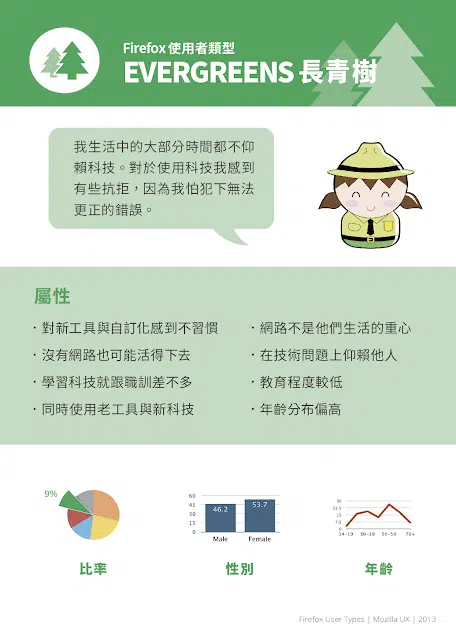 Firefox 使用者類型
EVERGREENS 長青樹
我生活中的大部分時間都不仰
賴科技。對於使用科技我感到
有些抗拒，因為我怕犯下無法
更正的錯誤。
屬性
· 對新工具與自訂化感到不習慣
· 沒有網路也可能活得下去
· 學習科技就跟職訓差不多
· 同時使用老工具與新科技
· 網路不是他們生活的重心
· 在技術問題上仰賴他人
· 教育程度較低
· 年齡分布偏高
9%
比率
60
45
30
15
0
46.2
53.7
Male
Female
性別
30
22.5
15
7.5
0
14-19
30-39
50-59
70+
年齡
Firefox User Types | Mozilla UX | 2013